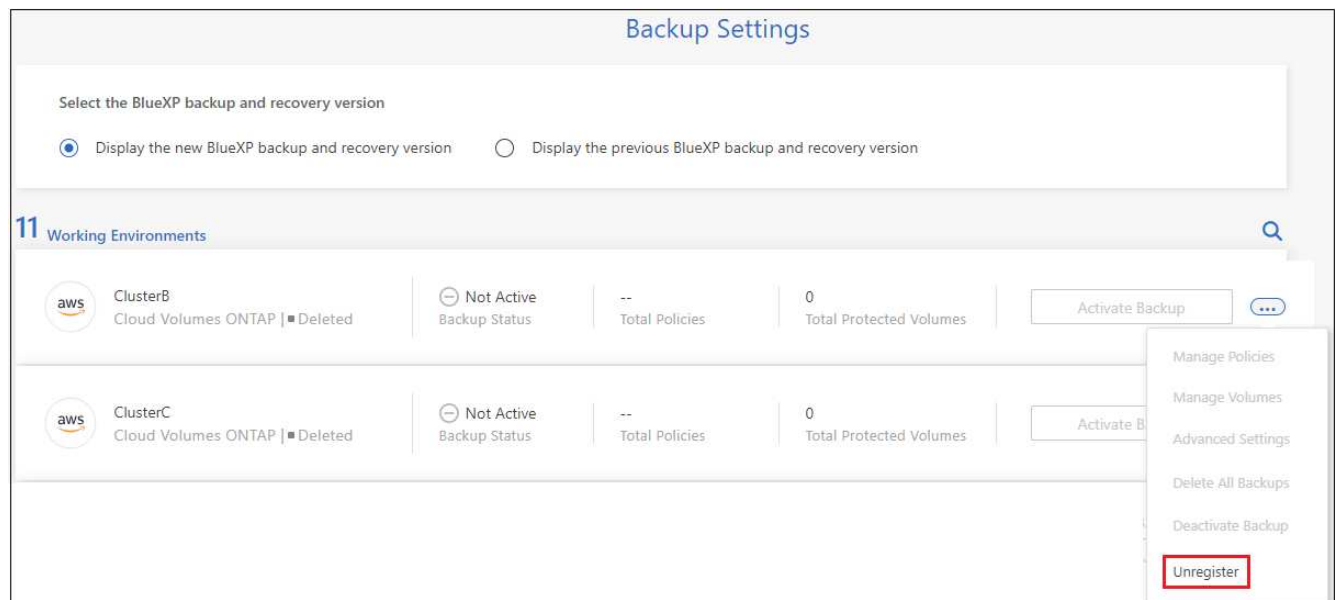 Backup Settings
Select the BlueXP backup and recovery version
Display the new BlueXP backup and recovery version Display the previous BlueXP backup and recovery version
11 Working Environments
aws ClusterB Not Active -- 0 Activate Backup ...
Cloud Volumes ONTAP | Deleted Backup Status Total Policies Total Protected Volumes
Manage Policies
Manage Volumes
aws ClusterC Not Active -- 0 Activate B
Cloud Volumes ONTAP | Deleted Backup Status Total Policies Total Protected Volumes
Advanced Settings
Delete All Backups
Deactivate Backup
Unregister